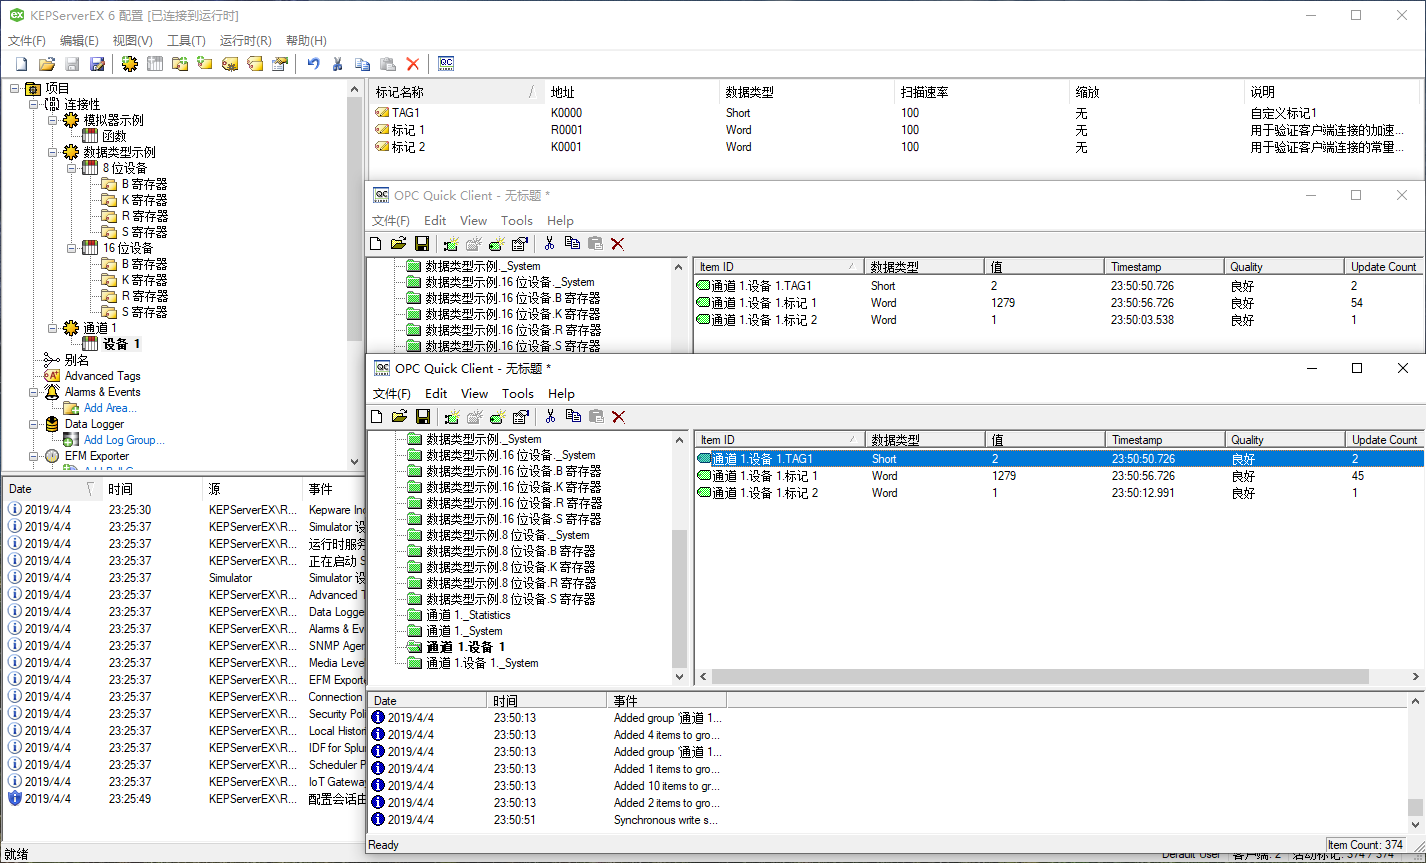 KEPServerEX 6 配置 [已连接到运行时]
文件(F) 编辑(E) 视图(V) 工具(T) 运行时(R) 帮助(H)
项目
连接性
模拟器示例
函数
数据类型示例
8 位设备
B 寄存器
K 寄存器
R 寄存器
S 寄存器
16 位设备
B 寄存器
K 寄存器
R 寄存器
S 寄存器
通道 1
设备 1
别名
Advanced Tags
Alarms & Events
Add Area...
Data Logger
Add Log Group...
EFM Exporter
标记名称 地址 数据类型 扫描速率 缩放 说明
TAG1 K0000 Short 100 无 自定义标记1
标记 1 R0001 Word 100 无 用于验证客户端连接的加速...
标记 2 K0001 Word 100 无 用于验证客户端连接的常量...
Date 时间 源 事件
2019/4/4 23:25:30 KEPServerEX\R... Kepware Inc
2019/4/4 23:25:37 KEPServerEX\R... Simulator 设
2019/4/4 23:25:37 KEPServerEX\R... 运行时服务
2019/4/4 23:25:37 KEPServerEX\R... 正在启动 S
2019/4/4 23:25:37 Simulator Simulator 设
2019/4/4 23:25:37 KEPServerEX\R... Advanced T
2019/4/4 23:25:37 KEPServerEX\R... Data Logge
2019/4/4 23:25:37 KEPServerEX\R... Alarms & Ev
2019/4/4 23:25:37 KEPServerEX\R... SNMP Agen
2019/4/4 23:25:37 KEPServerEX\R... Media Leve
2019/4/4 23:25:37 KEPServerEX\R... EFM Exporte
2019/4/4 23:25:37 KEPServerEX\R... Connection
2019/4/4 23:25:37 KEPServerEX\R... Security Poli
2019/4/4 23:25:37 KEPServerEX\R... Local Histor
2019/4/4 23:25:37 KEPServerEX\R... IDF for Splun
2019/4/4 23:25:37 KEPServerEX\R... Scheduler P
2019/4/4 23:25:37 KEPServerEX\R... IoT Gateway
2019/4/4 23:25:49 KEPServerEX\R... 配置会话由
就绪
OPC Quick Client - 无标题 *
文件(F) Edit View Tools Help
数据类型示例._System
数据类型示例.16 位设备._System
数据类型示例.16 位设备.B 寄存器
数据类型示例.16 位设备.K 寄存器
数据类型示例.16 位设备.R 寄存器
数据类型示例.16 位设备.S 寄存器
Item ID 数据类型 值 Timestamp Quality Update Count
通道 1.设备 1.TAG1 Short 2 23:50:50.726 良好 2
通道 1.设备 1.标记 1 Word 1279 23:50:56.726 良好 54
通道 1.设备 1.标记 2 Word 1 23:50:03.538 良好 1
OPC Quick Client - 无标题 *
文件(F) Edit View Tools Help
数据类型示例._System
数据类型示例.16 位设备._System
数据类型示例.16 位设备.B 寄存器
数据类型示例.16 位设备.K 寄存器
数据类型示例.16 位设备.R 寄存器
数据类型示例.16 位设备.S 寄存器
数据类型示例.8 位设备._System
数据类型示例.8 位设备.B 寄存器
数据类型示例.8 位设备.K 寄存器
数据类型示例.8 位设备.R 寄存器
数据类型示例.8 位设备.S 寄存器
通道 1._Statistics
通道 1._System
通道 1.设备 1
通道 1.设备 1._System
Item ID 数据类型 值 Timestamp Quality Update Count
通道 1.设备 1.TAG1 Short 2 23:50:50.726 良好 2
通道 1.设备 1.标记 1 Word 1279 23:50:56.726 良好 45
通道 1.设备 1.标记 2 Word 1 23:50:12.991 良好 1
Date 时间 事件
2019/4/4 23:50:13 Added group '通道 1...
2019/4/4 23:50:13 Added 4 items to gro...
2019/4/4 23:50:13 Added group '通道 1...
2019/4/4 23:50:13 Added 1 items to gro...
2019/4/4 23:50:13 Added 10 items to gr...
2019/4/4 23:50:13 Added 2 items to gro...
2019/4/4 23:50:51 Synchronous write s...
Ready Item Count: 374
Default User 客户端: 2 活动标记: 374 / 374